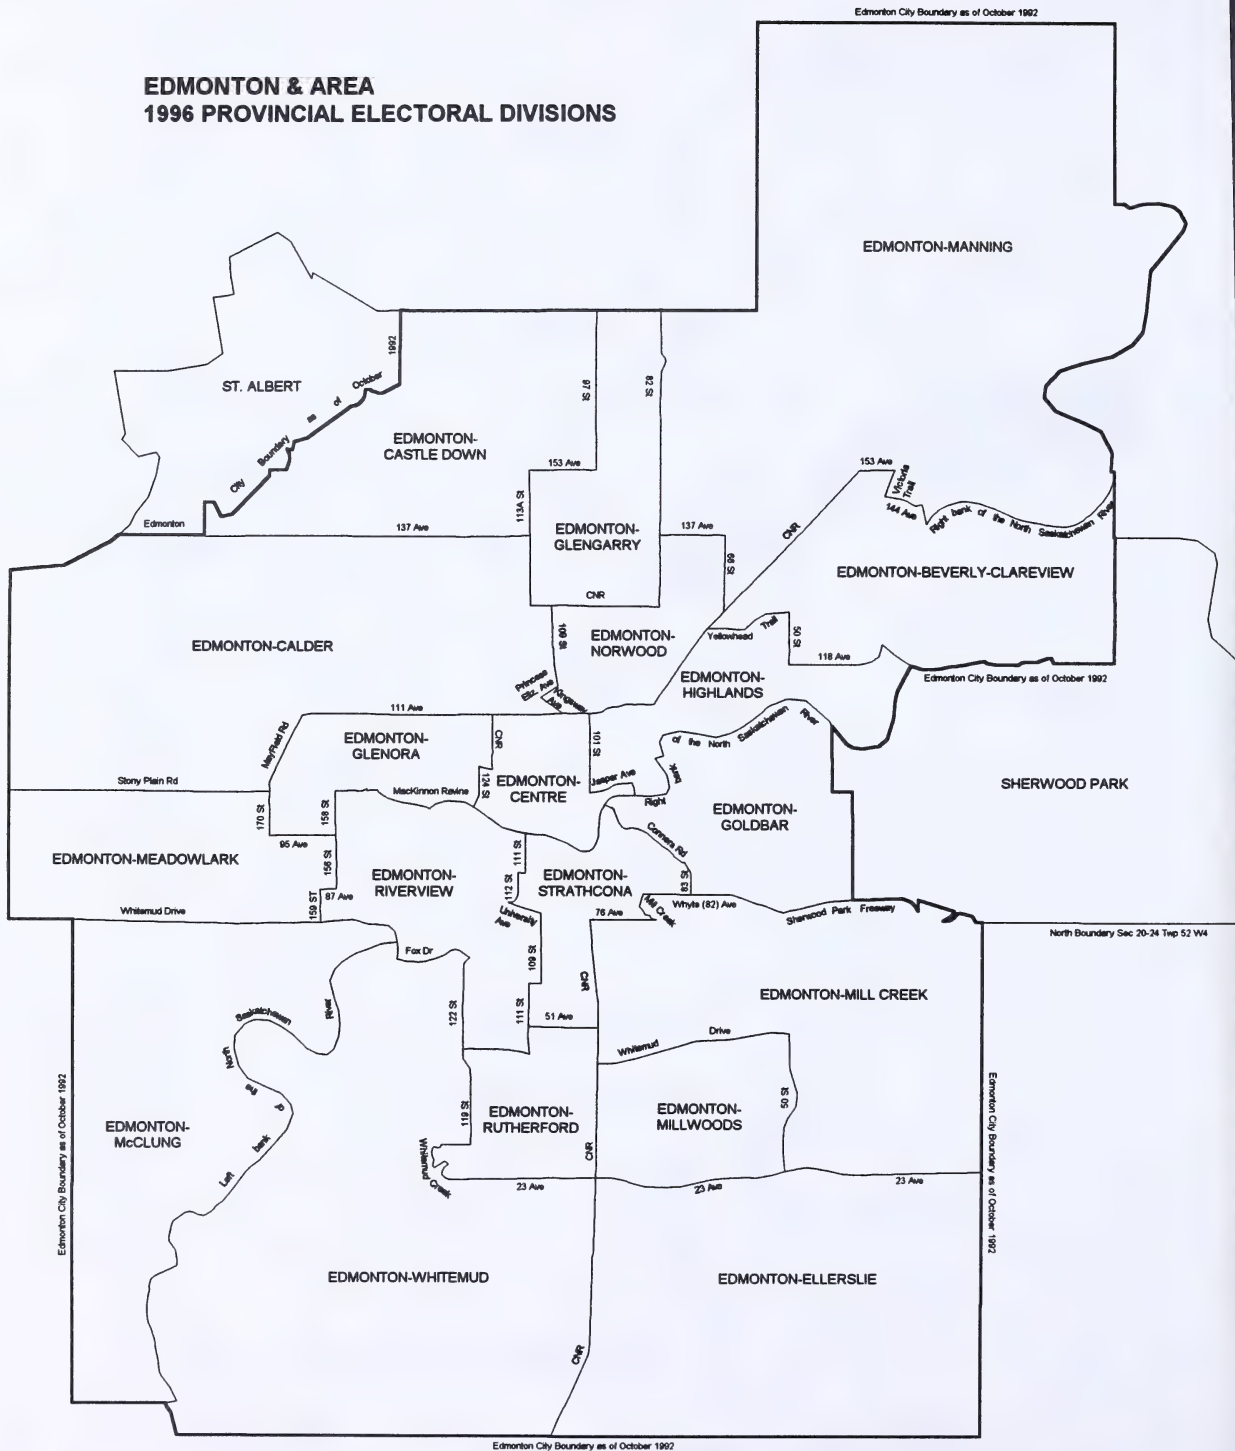 Edmonton City Boundary as of October 1992
EDMONTON & AREA
1996 PROVINCIAL ELECTORAL DIVISIONS
EDMONTON-MANNING
1992
ST. ALBERT
City Boundary as of October
97 St
82 St
EDMONTON-
CASTLE DOWN
153 Ave
153 Ave
Victoria
Trail
144 Ave
Right bank of the North Saskatchewan River
113A St
Edmonton
137 Ave
EDMONTON-
GLENGARRY
137 Ave
CNR
66 St
EDMONTON-BEVERLY-CLAREVIEW
CNR
109 St
EDMONTON-CALDER
EDMONTON-
NORWOOD
Yellowhead Trail
50 St
118 Ave
Princess
Eliz. Ave
Kingsway
Ave
EDMONTON-
HIGHLANDS
Edmonton City Boundary as of October 1992
111 Ave
Mayfield Rd
EDMONTON-
GLENORA
CNR
101 St
Right bank of the North Saskatchewan River
Stony Plain Rd
124 St
EDMONTON-
CENTRE
Jasper Ave
SHERWOOD PARK
MacKinnon Ravine
170 St
158 St
EDMONTON-
GOLDBAR
95 Ave
Connors Rd
EDMONTON-MEADOWLARK
156 St
111 St
EDMONTON-
RIVERVIEW
EDMONTON-
STRATHCONA
112 St
83 St
87 Ave
159 ST
Whitemud Drive
University
Ave
76 Ave
Mill Creek
Whyte (82) Ave
Sherwood Park Freeway
North Boundary Sec 20-24 Twp 52 W4
Fox Dr
109 St
CNR
EDMONTON-MILL CREEK
122 St
111 St
51 Ave
Whitemud Drive
Left bank of the North Saskatchewan River
50 St
119 St
EDMONTON-
McCLUNG
EDMONTON-
RUTHERFORD
EDMONTON-
MILLWOODS
CNR
Whitemud Creek
23 Ave
23 Ave
23 Ave
Edmonton City Boundary as of October 1992
Edmonton City Boundary as of October 1992
EDMONTON-WHITEMUD
EDMONTON-ELLERSLIE
CNR
Edmonton City Boundary as of October 1992